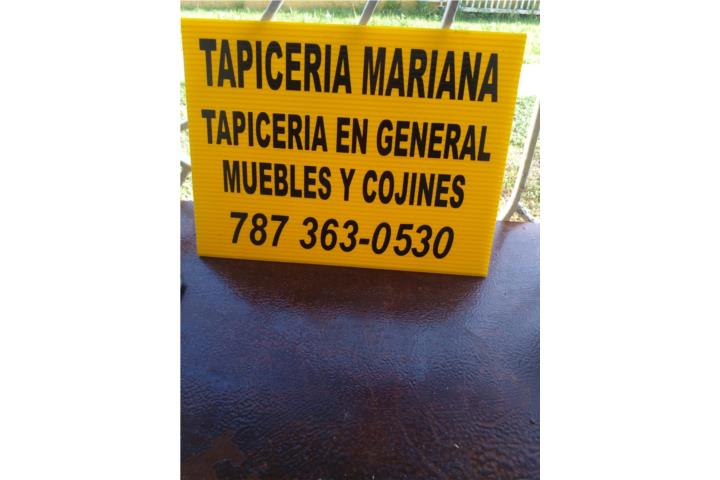 TAPICERIA MARIANA
TAPICERIA EN GENERAL
MUEBLES Y COJINES
787 363-0530